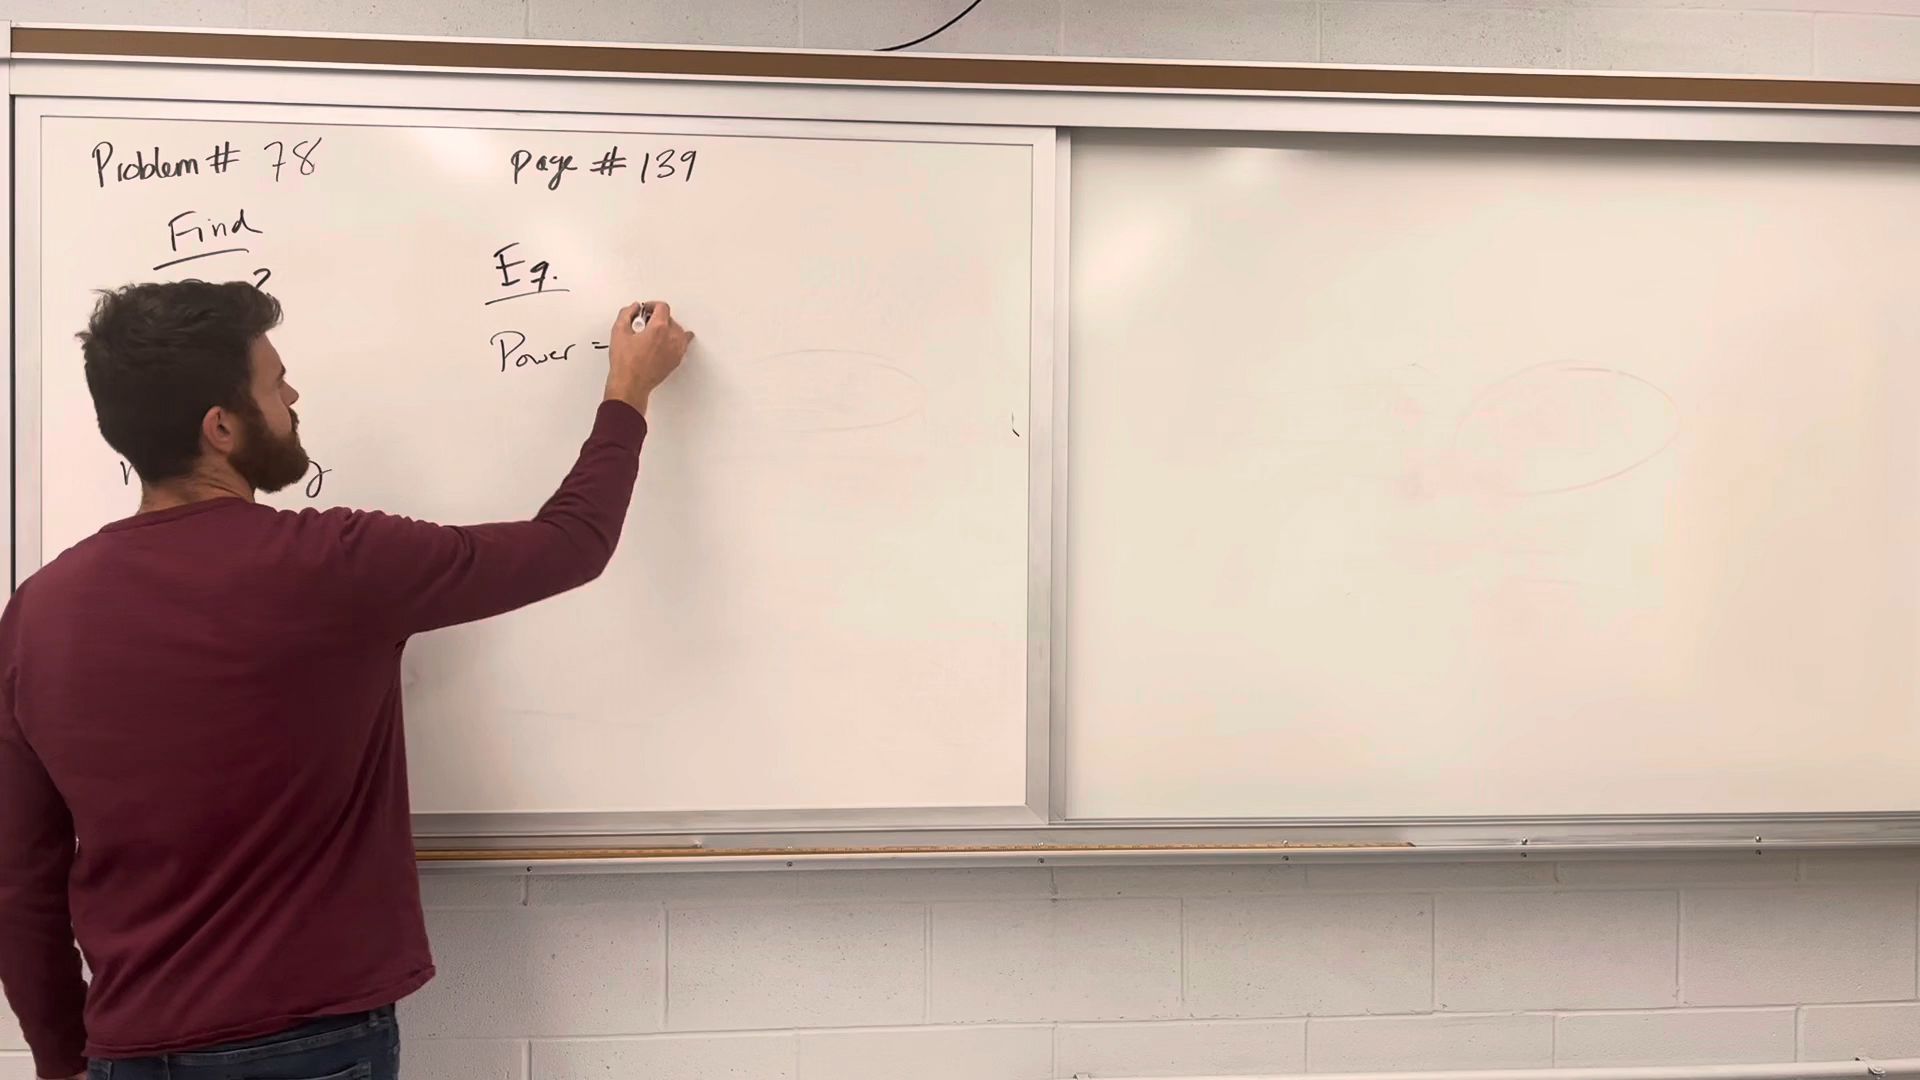 Problem # 78
page # 139
Find
?
Eq.
Power =